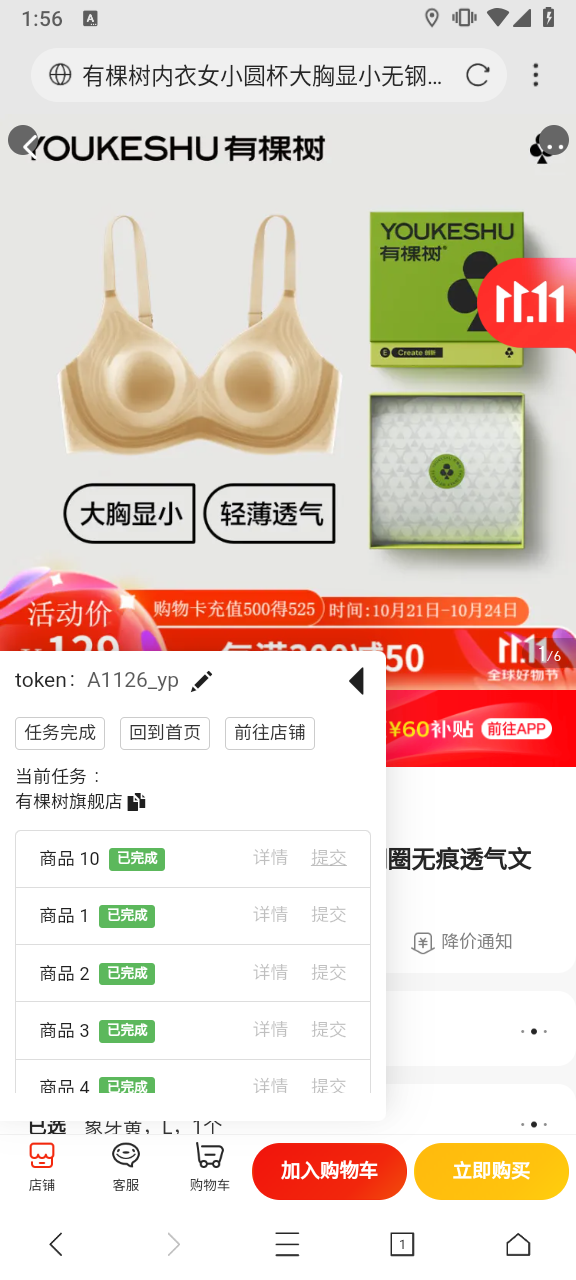 1:56
A
有棵树内衣女小圆杯大胸显小无钢...
YOUKESHU 有棵树
YOUKESHU
有棵树®
11.11
Create 创新
大胸显小
轻薄透气
活动价
购物卡充值500得525
时间:10月21日-10月24日
11.11
1/6
全球好物节
token： A1126_yp
¥60补贴
前往APP
任务完成
回到首页
前往店铺
当前任务：
有棵树旗舰店
商品 10 已完成 详情 提交
圈无痕透气文
商品 1 已完成 详情 提交
降价通知
商品 2 已完成 详情 提交
商品 3 已完成 详情 提交
商品 4 已完成 详情 提交
已选 象牙黄，L，1个
店铺
客服
购物车
加入购物车
立即购买
1